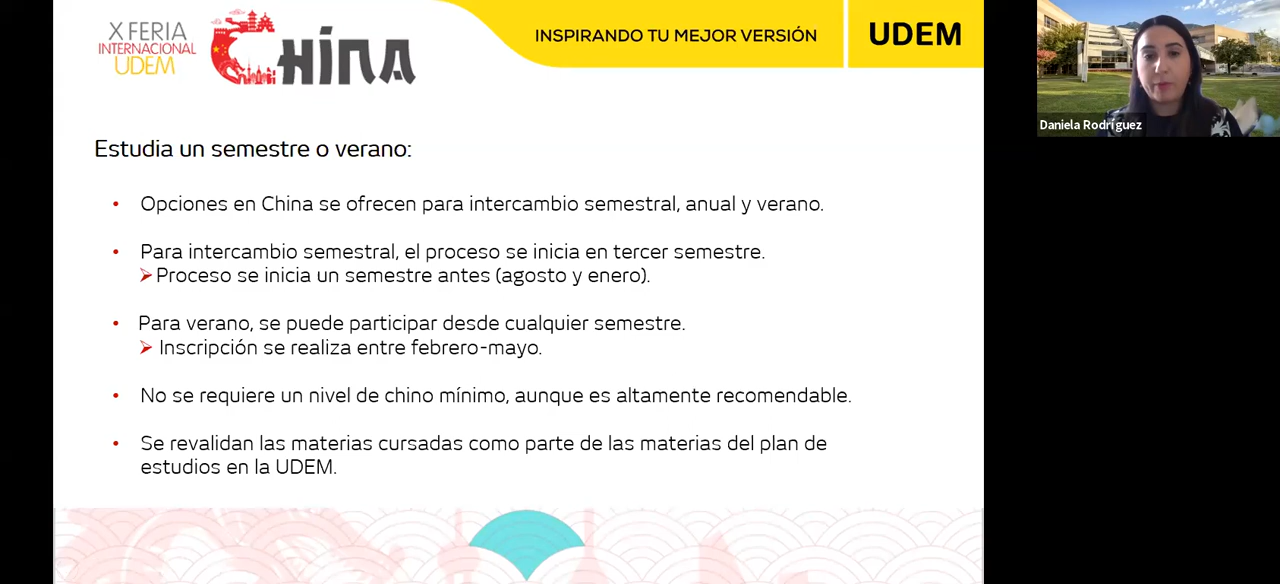 X FERIA
INTERNACIONAL
UDEM
CHINA
INSPIRANDO TU MEJOR VERSIÓN
UDEM
Daniela Rodríguez
Estudia un semestre o verano:
• Opciones en China se ofrecen para intercambio semestral, anual y verano.
• Para intercambio semestral, el proceso se inicia en tercer semestre.
➢ Proceso se inicia un semestre antes (agosto y enero).
• Para verano, se puede participar desde cualquier semestre.
➢ Inscripción se realiza entre febrero-mayo.
• No se requiere un nivel de chino mínimo, aunque es altamente recomendable.
• Se revalidan las materias cursadas como parte de las materias del plan de
estudios en la UDEM.